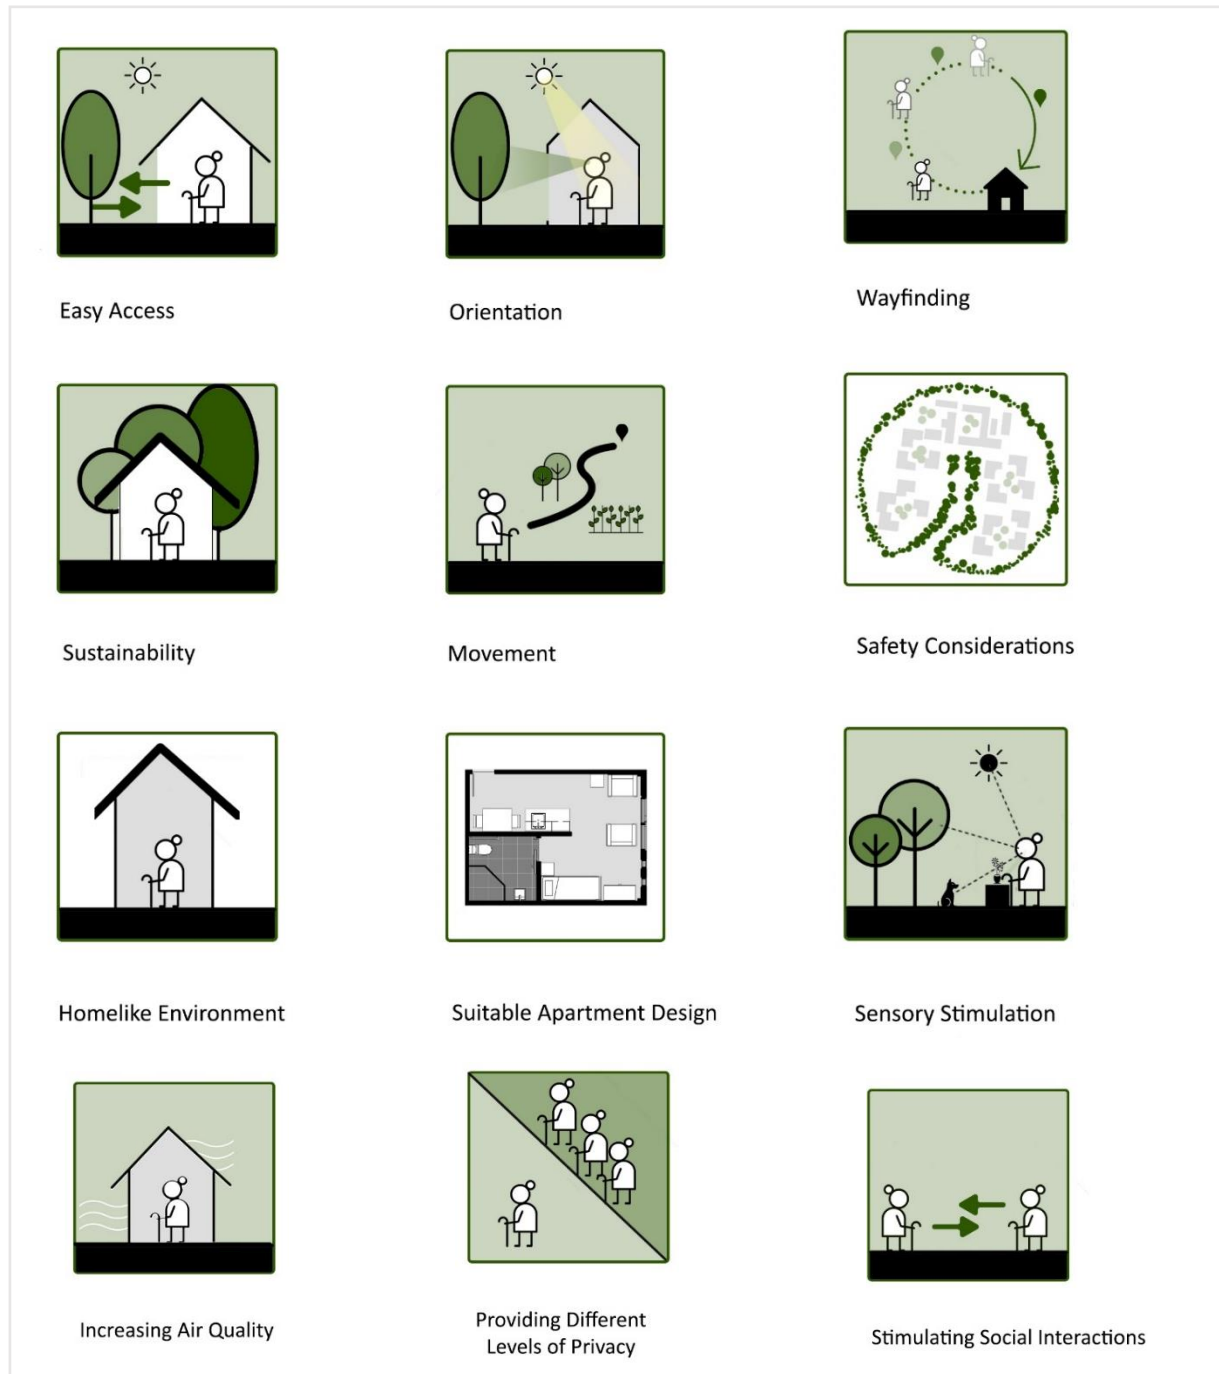 Easy Access
Orientation
Wayfinding
Sustainability
Movement
Safety Considerations
Homelike Environment
Suitable Apartment Design
Sensory Stimulation
Increasing Air Quality
Providing Different
Levels of Privacy
Stimulating Social Interactions